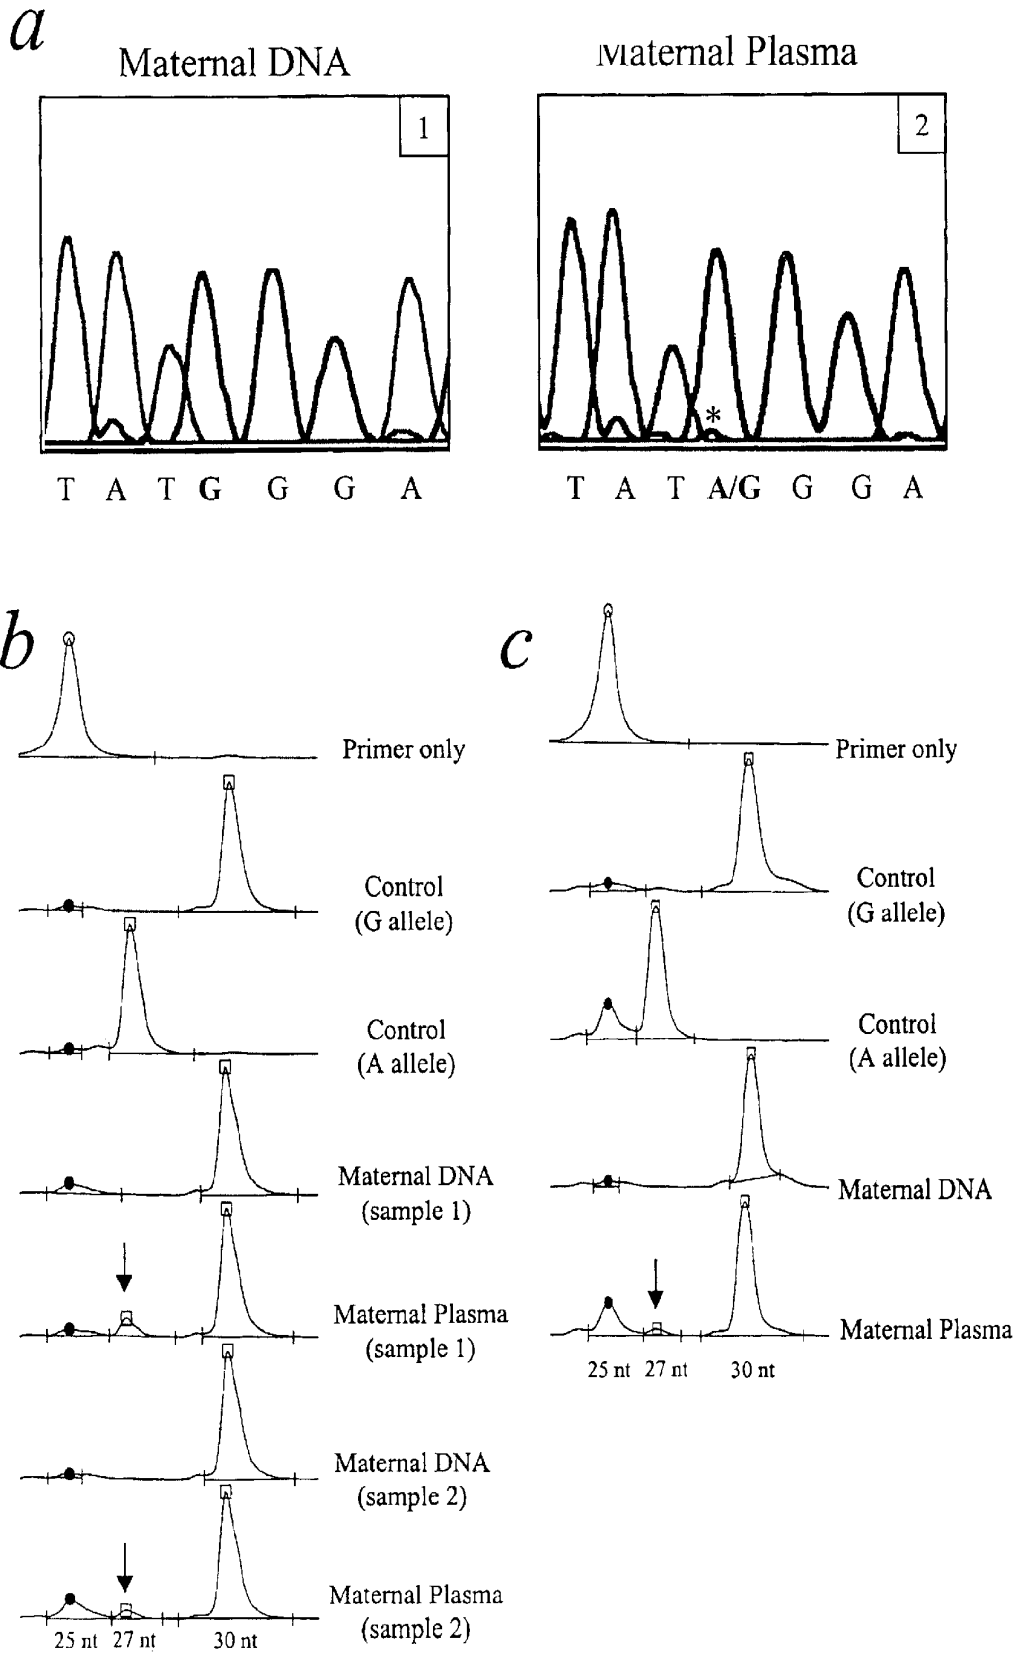 a
Maternal DNA
Maternal Plasma
1
2
T A T G G G A
T A T A/G G G A
*
b
c
Primer only
Control
(G allele)
Control
(A allele)
Maternal DNA
(sample 1)
Maternal Plasma
(sample 1)
Maternal DNA
(sample 2)
Maternal Plasma
(sample 2)
25 nt 27 nt 30 nt
Primer only
Control
(G allele)
Control
(A allele)
Maternal DNA
Maternal Plasma
25 nt 27 nt 30 nt